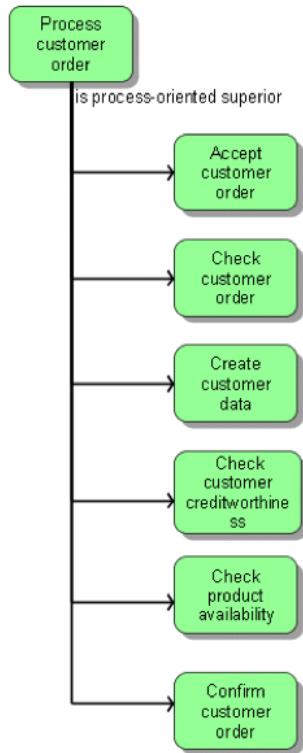 Process
customer
order
is process-oriented superior
Accept
customer
order
Check
customer
order
Create
customer
data
Check
customer
creditworthine
ss
Check
product
availability
Confirm
customer
order